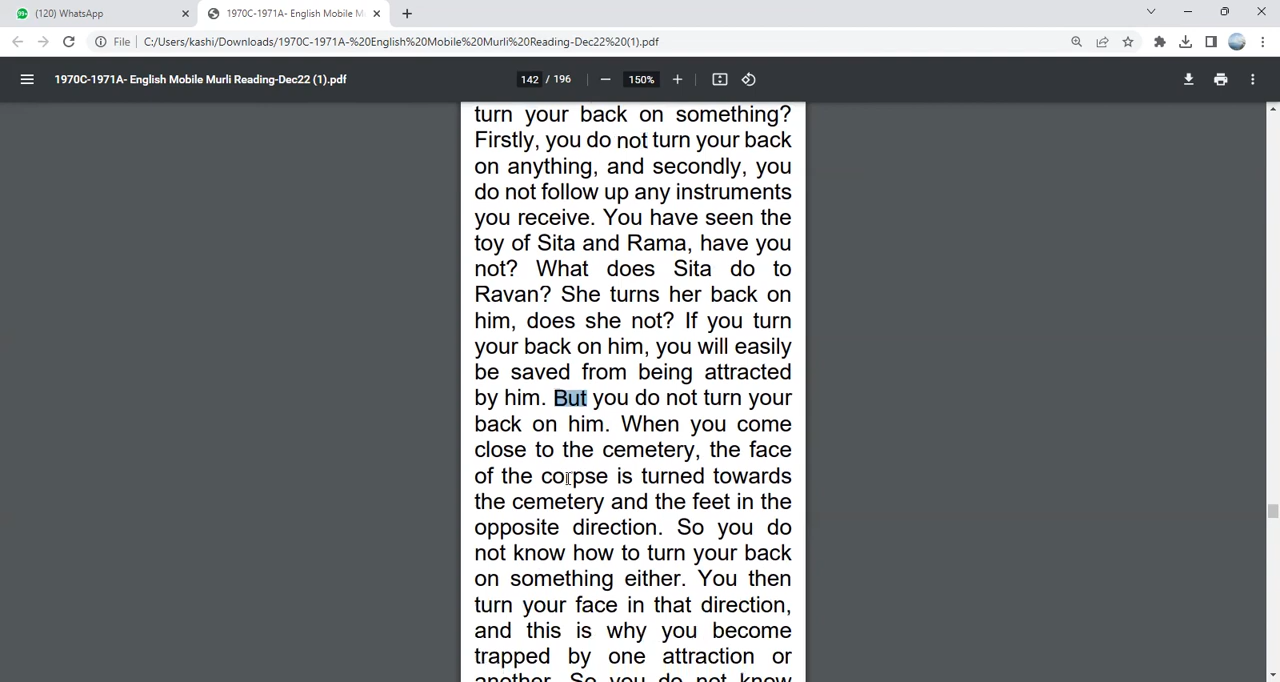 (120) WhatsApp
1970C-1971A- English Mobile M
File
C:/Users/kashi/Downloads/1970C-1971A-%20English%20Mobile%20Murli%20Reading-Dec22%20(1).pdf
1970C-1971A- English Mobile Murli Reading-Dec22 (1).pdf
142 / 196
150%
turn your back on something?
Firstly, you do not turn your back
on anything, and secondly, you
do not follow up any instruments
you receive. You have seen the
toy of Sita and Rama, have you
not? What does Sita do to
Ravan? She turns her back on
him, does she not? If you turn
your back on him, you will easily
be saved from being attracted
by him. But you do not turn your
back on him. When you come
close to the cemetery, the face
of the corpse is turned towards
the cemetery and the feet in the
opposite direction. So you do
not know how to turn your back
on something either. You then
turn your face in that direction,
and this is why you become
trapped by one attraction or
another. So you do not know